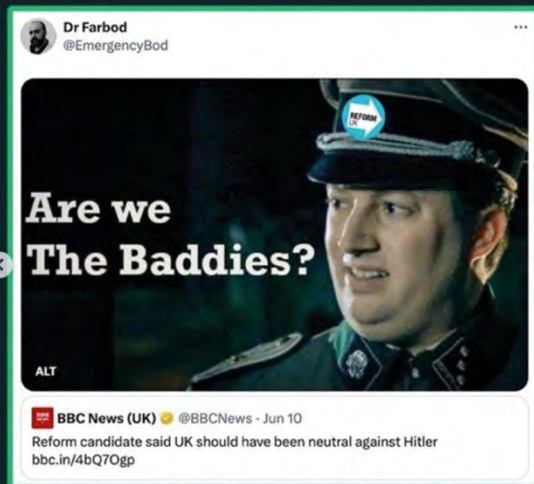 Dr Farbod
@EmergencyBod
REFORM
UK
Are we
The Baddies?
ALT
BBC News (UK) @BBCNews · Jun 10
Reform candidate said UK should have been neutral against Hitler
bbc.in/4bQ7Ogp